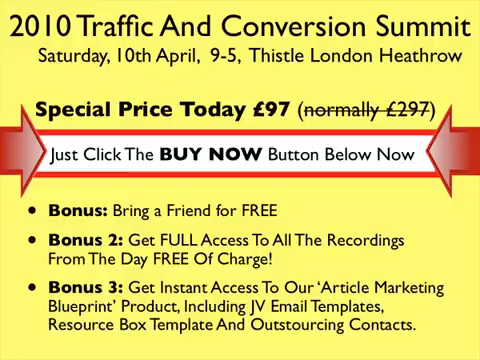 2010 Traffic And Conversion Summit
Saturday, 10th April, 9-5, Thistle London Heathrow
Special Price Today £97 (normally £297)
Just Click The BUY NOW Button Below Now
• Bonus: Bring a Friend for FREE
• Bonus 2: Get FULL Access To All The Recordings
From The Day FREE Of Charge!
• Bonus 3: Get Instant Access To Our ‘Article Marketing
Blueprint’ Product, Including JV Email Templates,
Resource Box Template And Outstourcing Contacts.